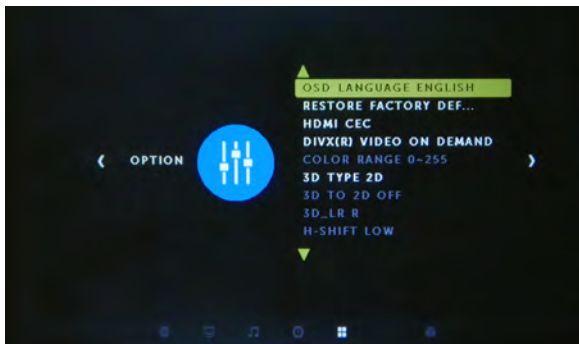 OPTION
OSD LANGUAGE ENGLISH
RESTORE FACTORY DEF...
HDMI CEC
DIVX(R) VIDEO ON DEMAND
COLOR RANGE 0~255
3D TYPE 2D
3D TO 2D OFF
3D_LR R
H-SHIFT LOW